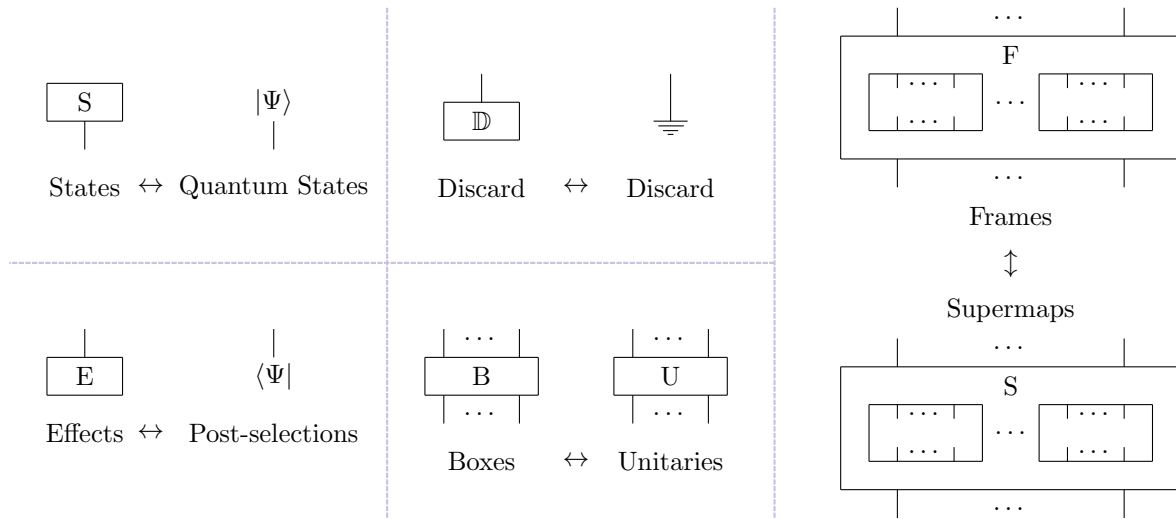 S |Ψ⟩
States ↔ Quantum States
𝔻
Discard ↔ Discard
E ⟨Ψ|
Effects ↔ Post-selections
··· ···
B U
··· ···
Boxes ↔ Unitaries
···
F
··· ···
···
··· ···
···
Frames
↕
Supermaps
···
S
··· ···
···
··· ···
···